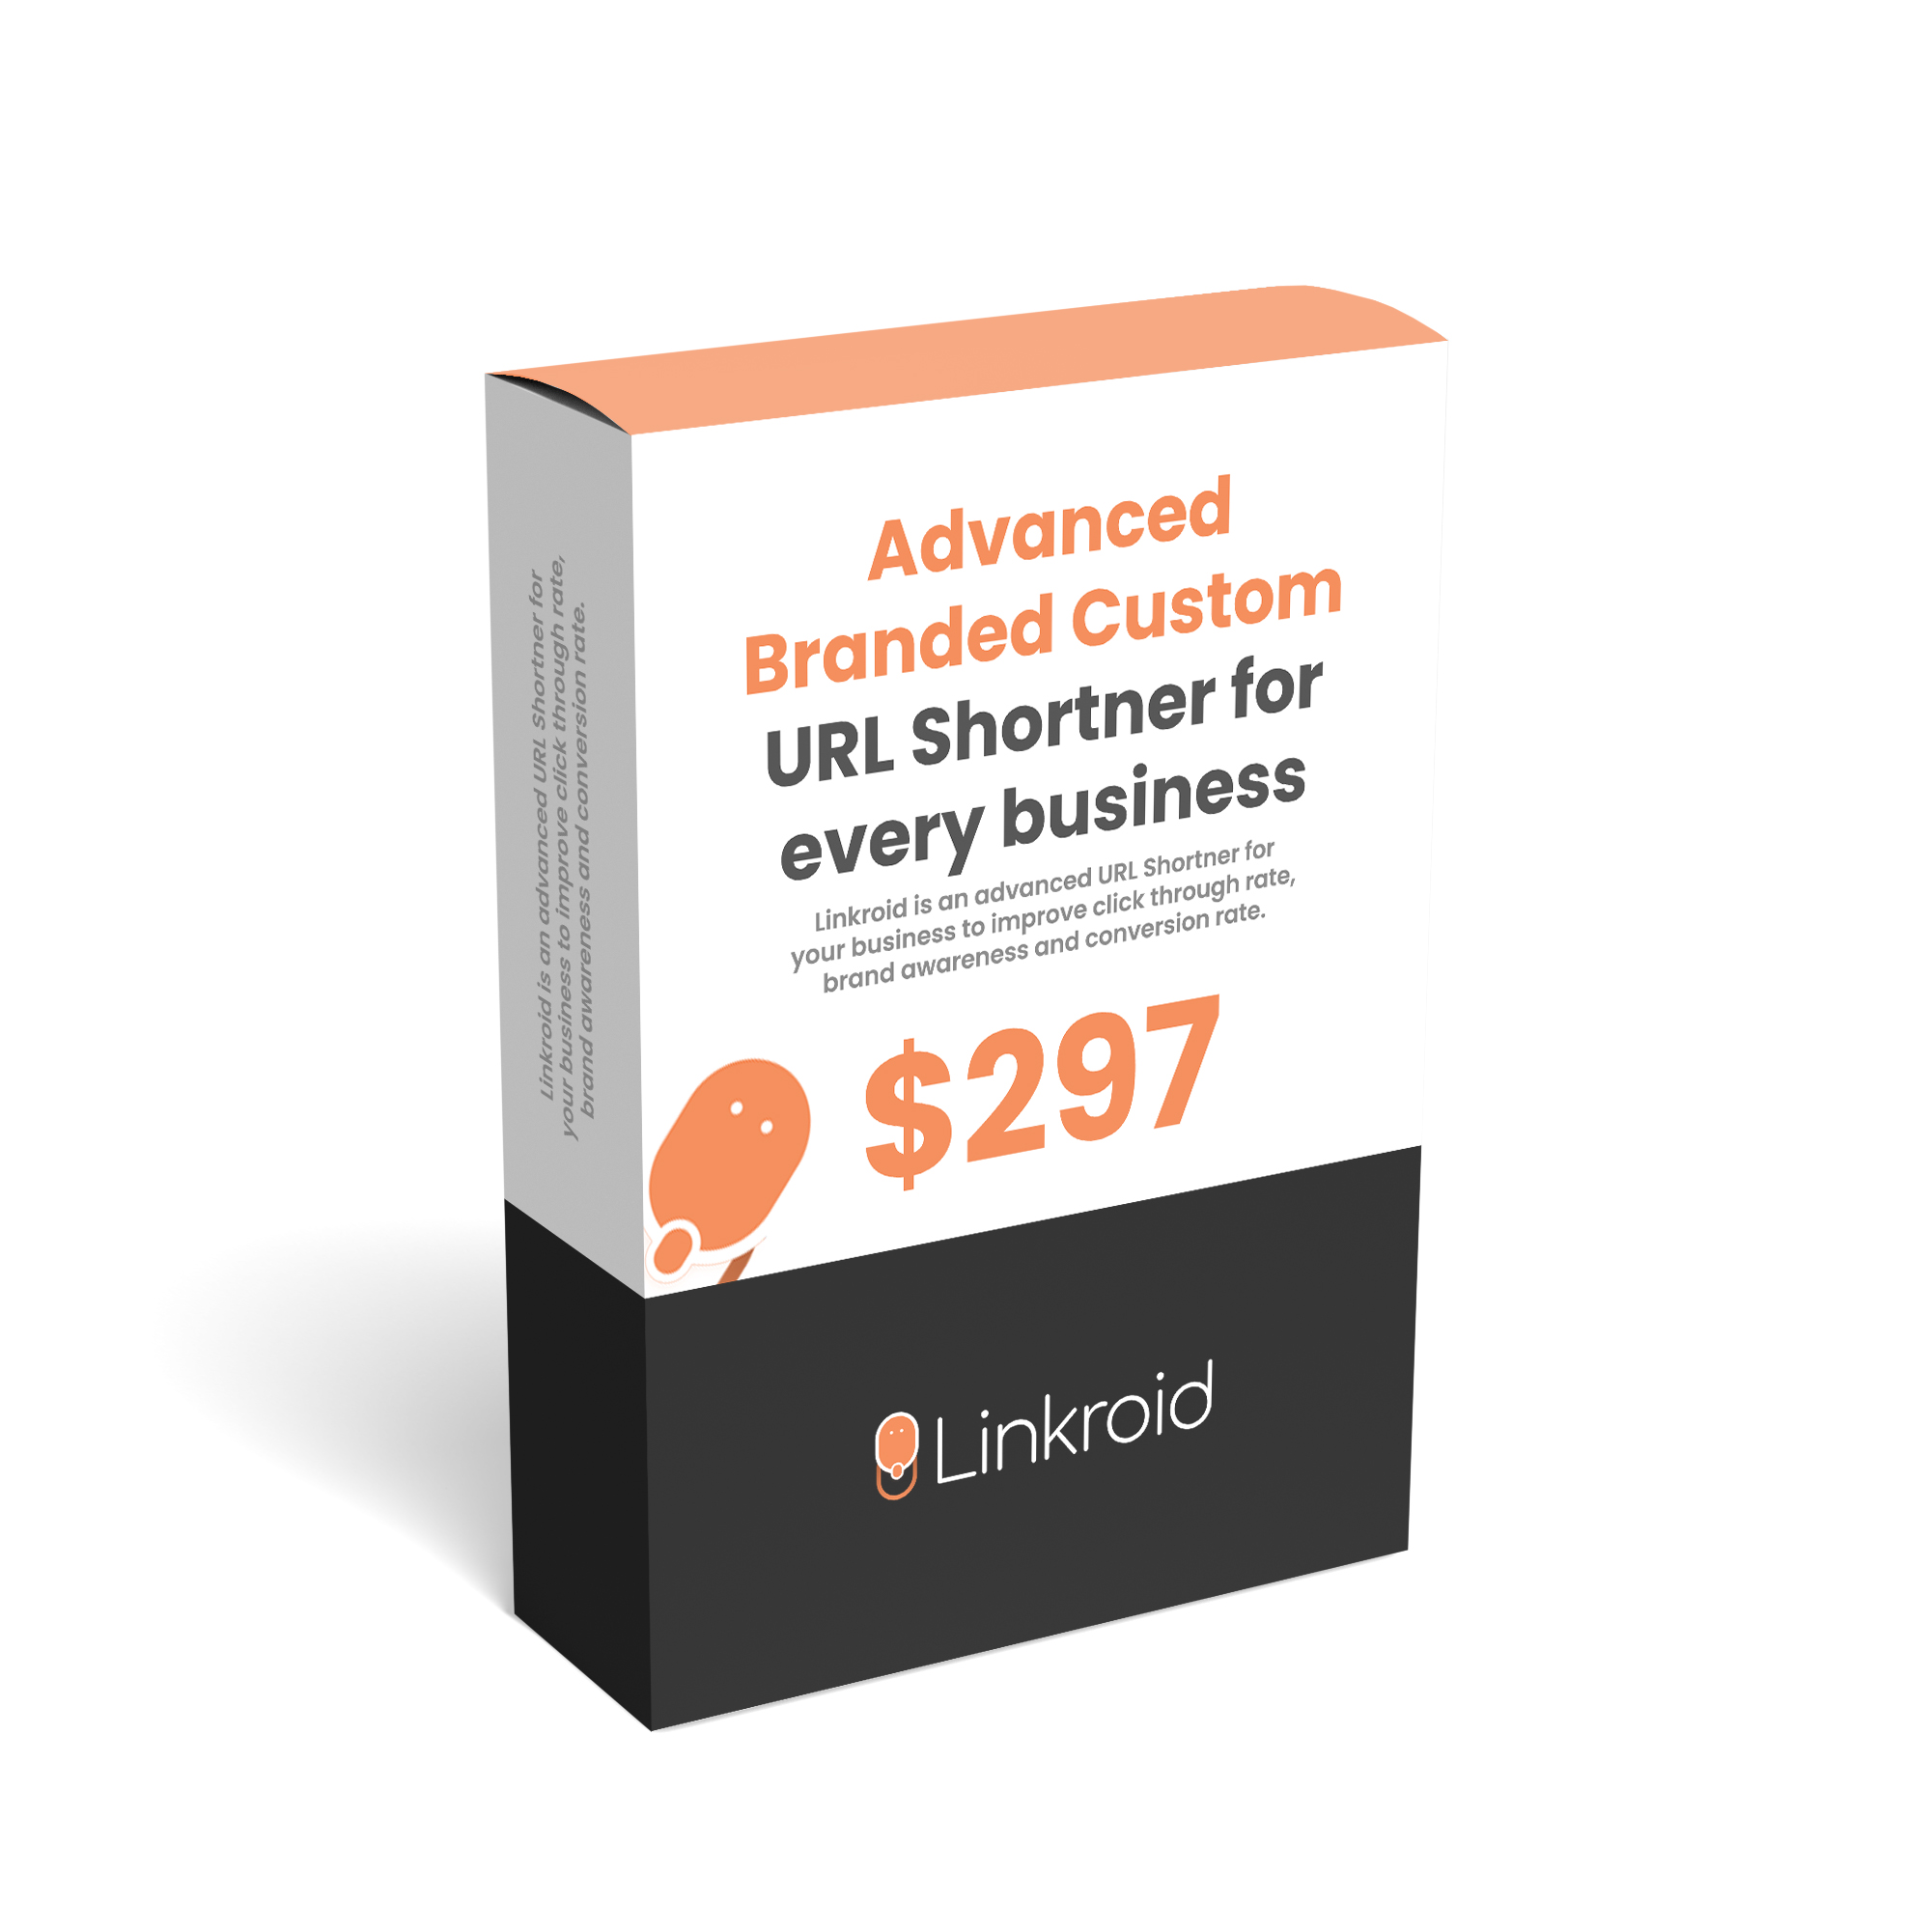 Advanced
Branded Custom
URL Shortner for
every business
Linkroid is an advanced URL Shortner for
your business to improve click through rate,
brand awareness and conversion rate.
$297
Linkroid
Linkroid is an advanced URL Shortner for
your business to improve click through rate,
brand awareness and conversion rate.